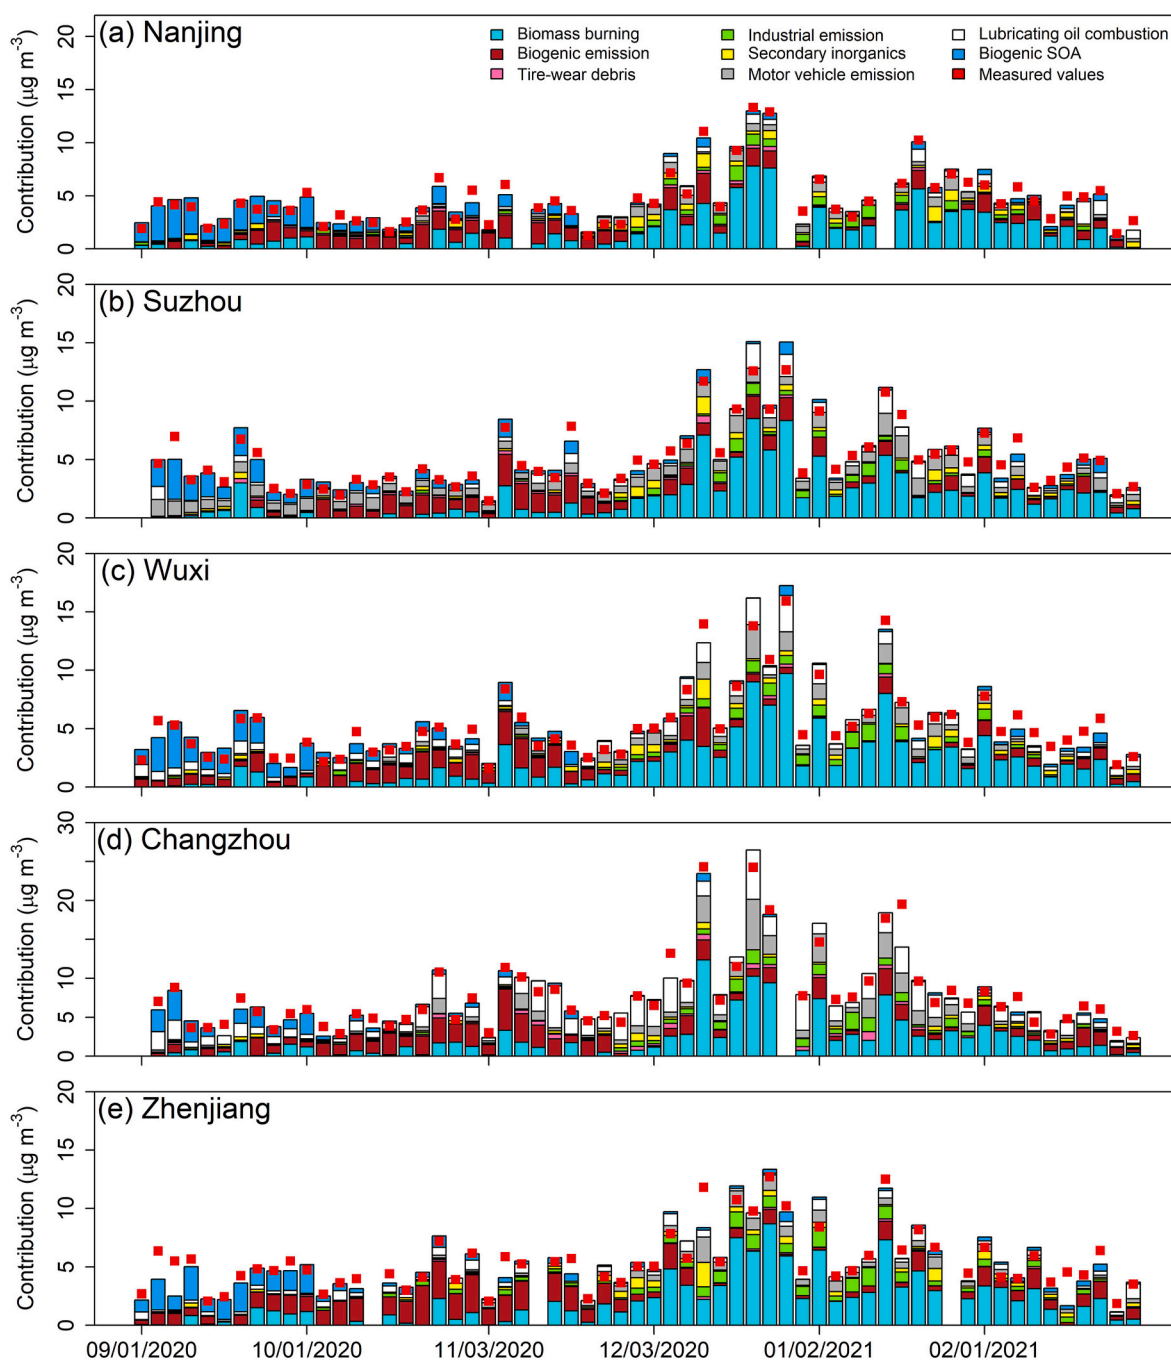 (a) Nanjing
Biomass burning
Biogenic emission
Tire-wear debris
Industrial emission
Secondary inorganics
Motor vehicle emission
Lubricating oil combustion
Biogenic SOA
Measured values
Contribution (µg m⁻³)
20
15
10
5
0
(b) Suzhou
Contribution (µg m⁻³)
20
15
10
5
0
(c) Wuxi
Contribution (µg m⁻³)
20
15
10
5
0
(d) Changzhou
Contribution (µg m⁻³)
30
20
10
5
0
(e) Zhenjiang
Contribution (µg m⁻³)
20
15
10
5
0
09/01/2020
10/01/2020
11/03/2020
12/03/2020
01/02/2021
02/01/2021